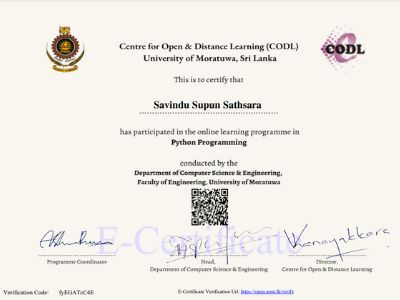 Centre for Open & Distance Learning (CODL)
University of Moratuwa, Sri Lanka
CODL
This is to certify that
Savindu Supun Sathsara
has participated in the online learning programme in
Python Programming
conducted by the
Department of Computer Science & Engineering,
Faculty of Engineering, University of Moratuwa
E-Certificate
Programme Coordinator
Head,
Department of Computer Science & Engineering
Director,
Centre for Open & Distance Learning
Verification Code: fyEGATcC4E
E-Certificate Verification Url: https://open.uom.lk/verify